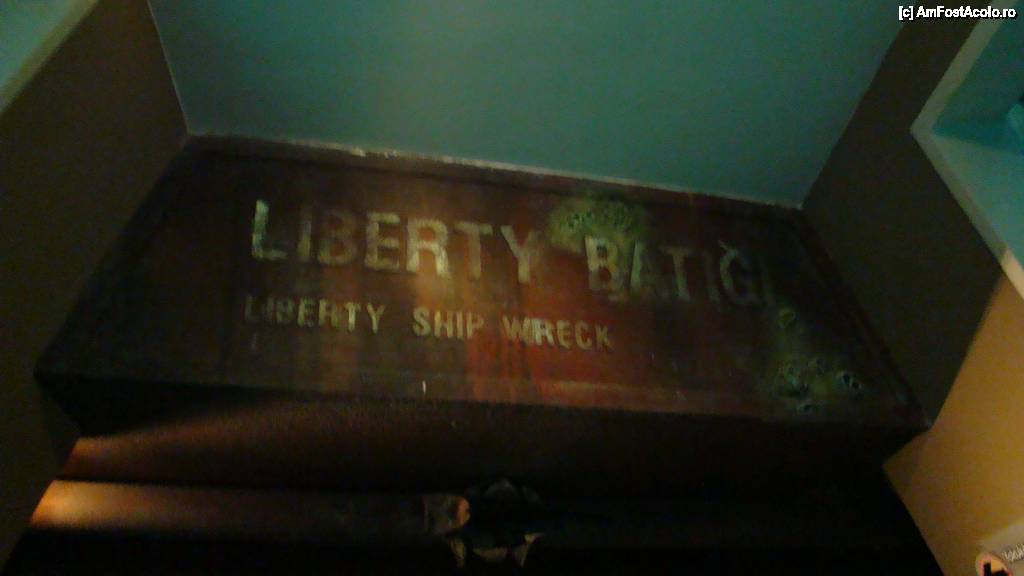 [c] AmFostAcolo.ro
LIBERTY BATIĞI
LIBERTY SHIP WRECK